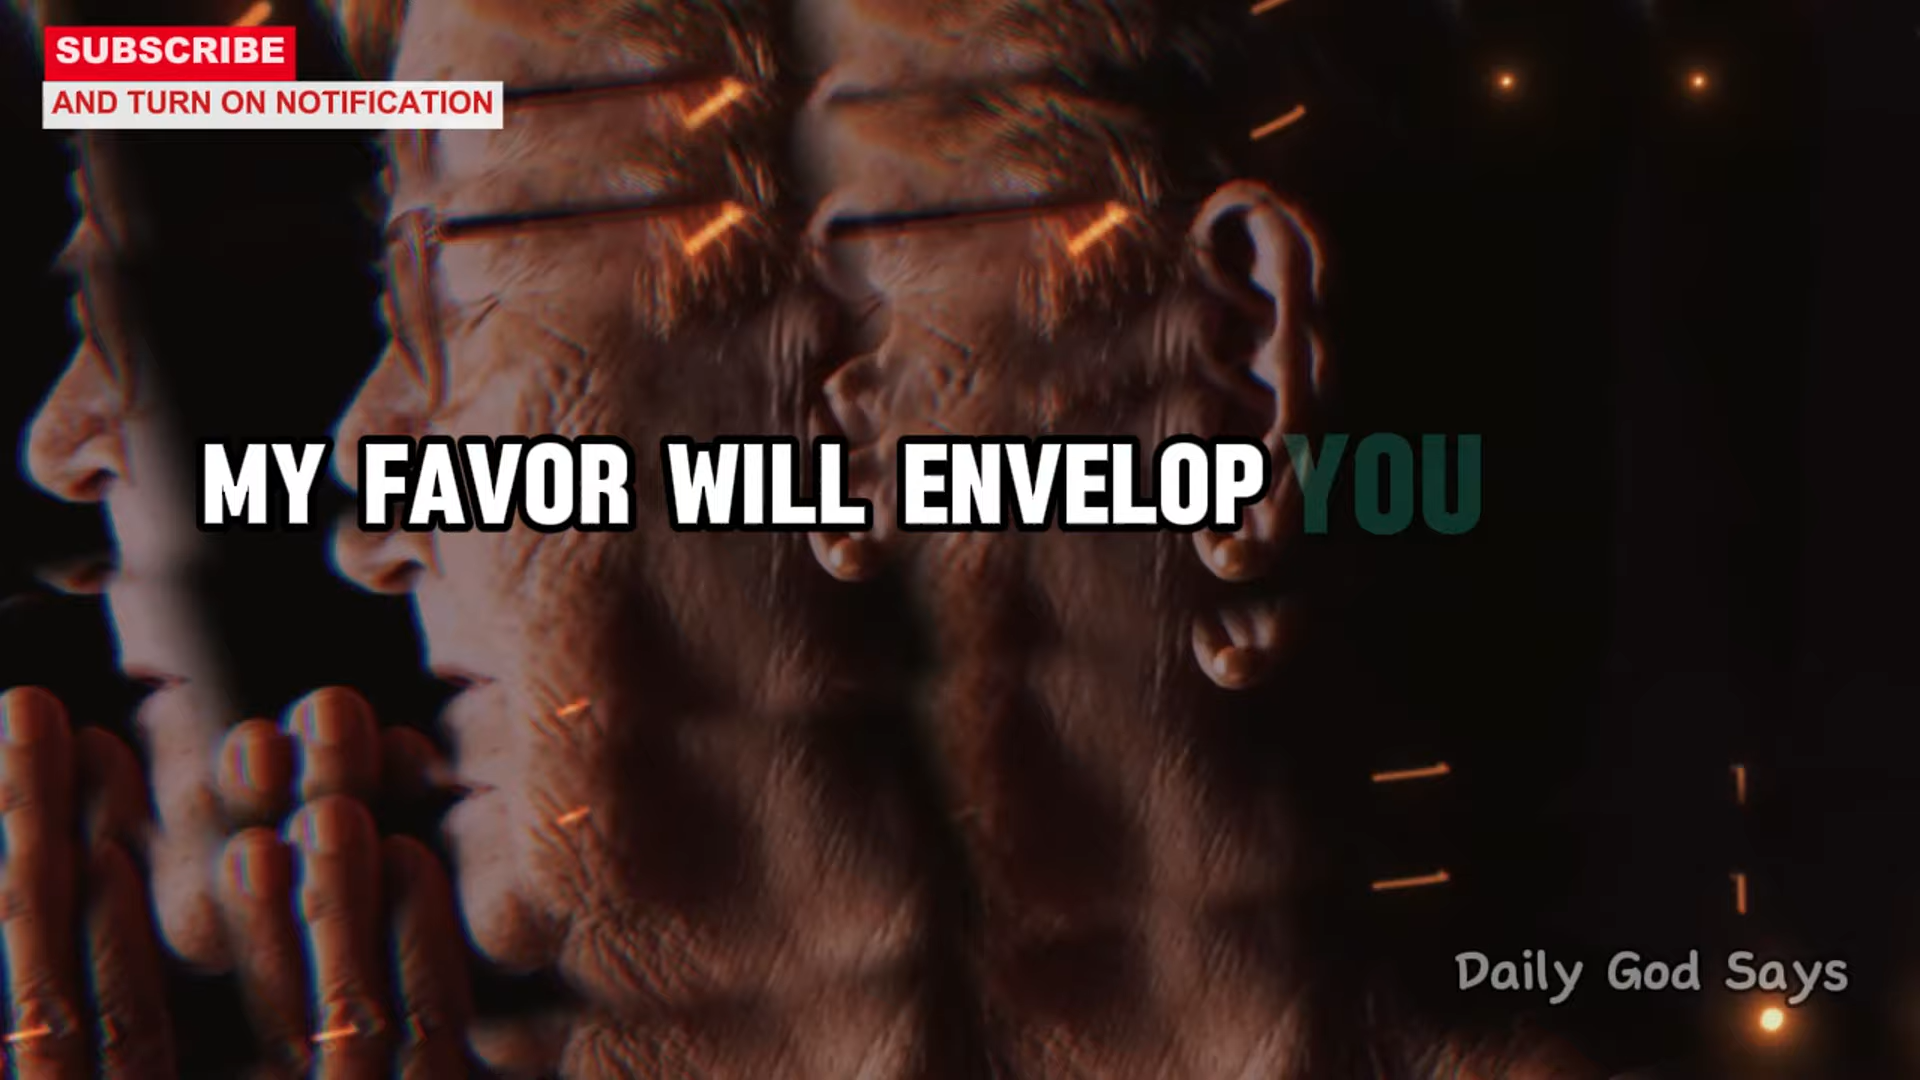 SUBSCRIBE
AND TURN ON NOTIFICATION
MY FAVOR WILL ENVELOP YOU
Daily God Says